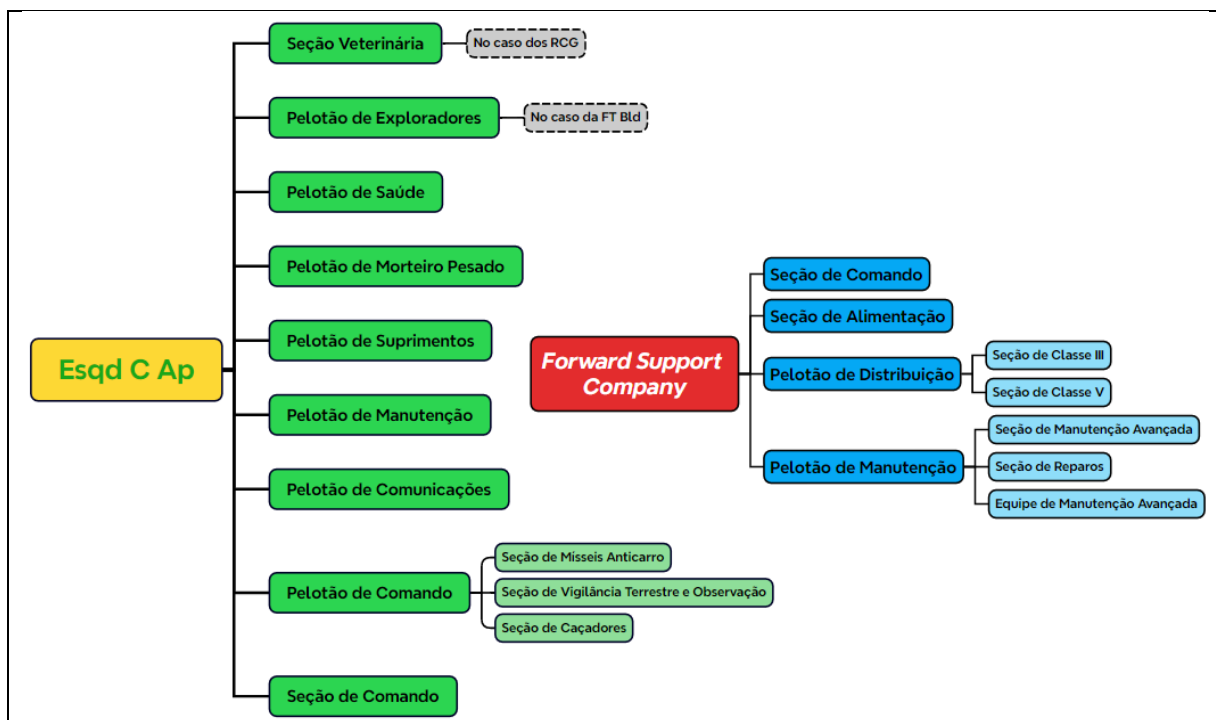 Seção Veterinária
No caso dos RCG
Pelotão de Exploradores
No caso da FT Bld
Pelotão de Saúde
Pelotão de Morteiro Pesado
Pelotão de Suprimentos
Esqd C Ap
Pelotão de Manutenção
Pelotão de Comunicações
Pelotão de Comando
Seção de Mísseis Anticarro
Seção de Vigilância Terrestre e Observação
Seção de Caçadores
Seção de Comando
Forward Support
Company
Seção de Comando
Seção de Alimentação
Pelotão de Distribuição
Seção de Classe III
Seção de Classe V
Pelotão de Manutenção
Seção de Manutenção Avançada
Seção de Reparos
Equipe de Manutenção Avançada